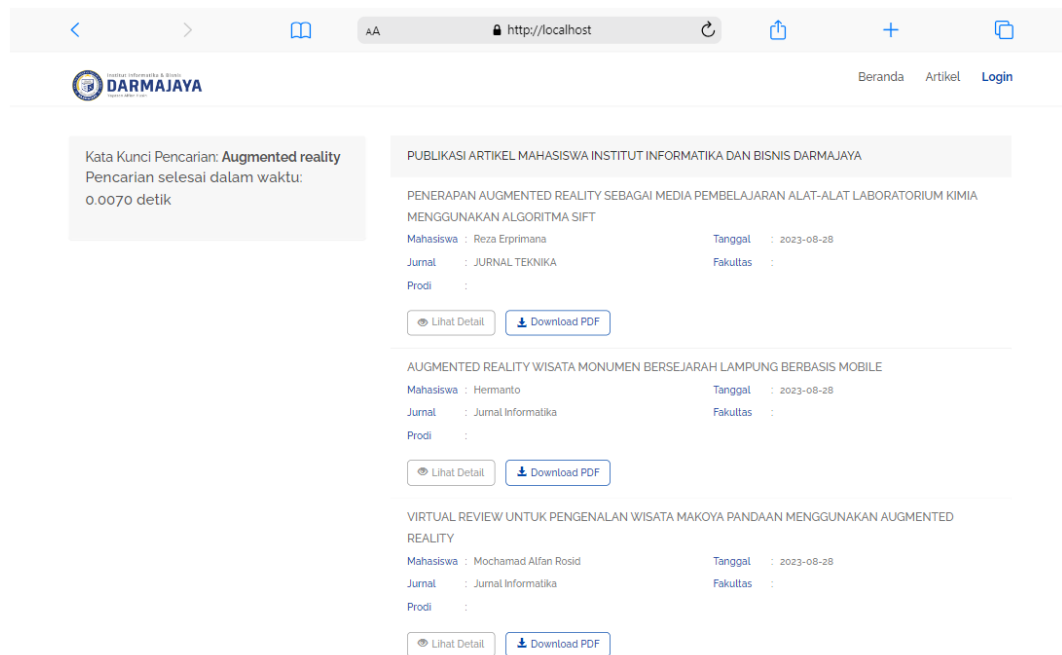 AA http://localhost
Institut Informatika & Bisnis
DARMAJAYA
Beranda Artikel Login
Kata Kunci Pencarian: Augmented reality
Pencarian selesai dalam waktu:
0.0070 detik
PUBLIKASI ARTIKEL MAHASISWA INSTITUT INFORMATIKA DAN BISNIS DARMAJAYA
PENERAPAN AUGMENTED REALITY SEBAGAI MEDIA PEMBELAJARAN ALAT-ALAT LABORATORIUM KIMIA
MENGGUNAKAN ALGORITMA SIFT
Mahasiswa : Reza Erprimana Tanggal : 2023-08-28
Jurnal : JURNAL TEKNIKA Fakultas :
Prodi :
Lihat Detail Download PDF
AUGMENTED REALITY WISATA MONUMEN BERSEJARAH LAMPUNG BERBASIS MOBILE
Mahasiswa : Hermanto Tanggal : 2023-08-28
Jurnal : Jurnal Informatika Fakultas :
Prodi :
Lihat Detail Download PDF
VIRTUAL REVIEW UNTUK PENGENALAN WISATA MAKOYA PANDAAN MENGGUNAKAN AUGMENTED
REALITY
Mahasiswa : Mochamad Alfan Rosid Tanggal : 2023-08-28
Jurnal : Jurnal Informatika Fakultas :
Prodi :
Lihat Detail Download PDF